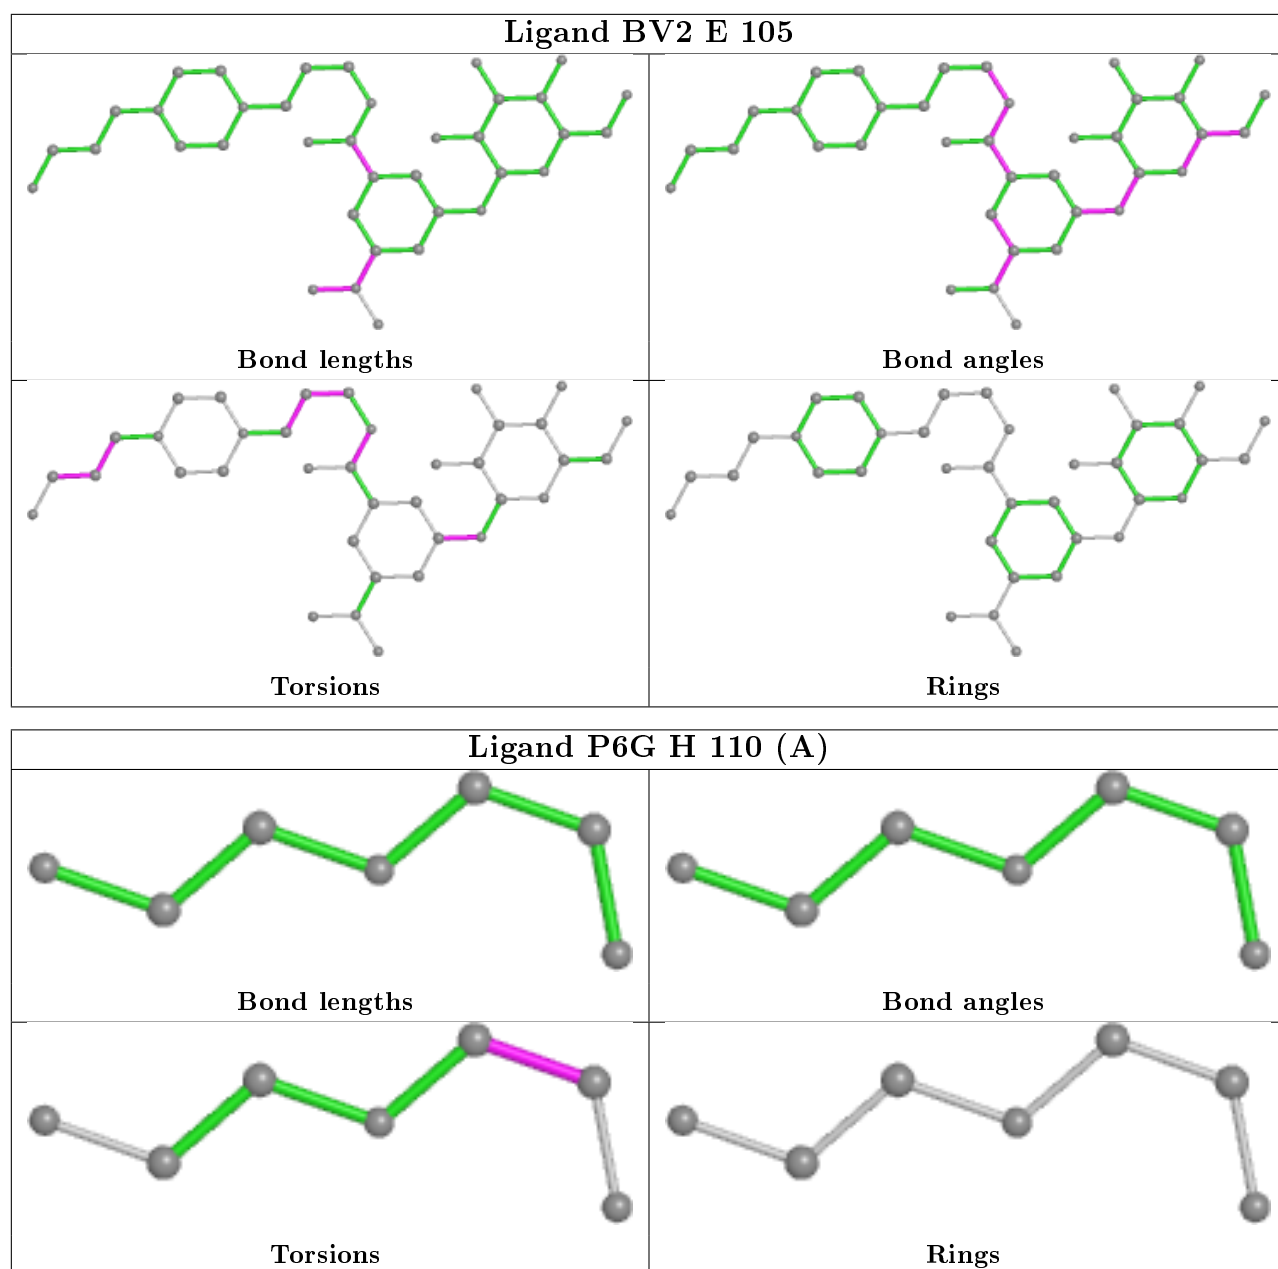 Ligand BV2 E 105
Bond lengths
Bond angles
Torsions
Rings
Ligand P6G H 110 (A)
Bond lengths
Bond angles
Torsions
Rings